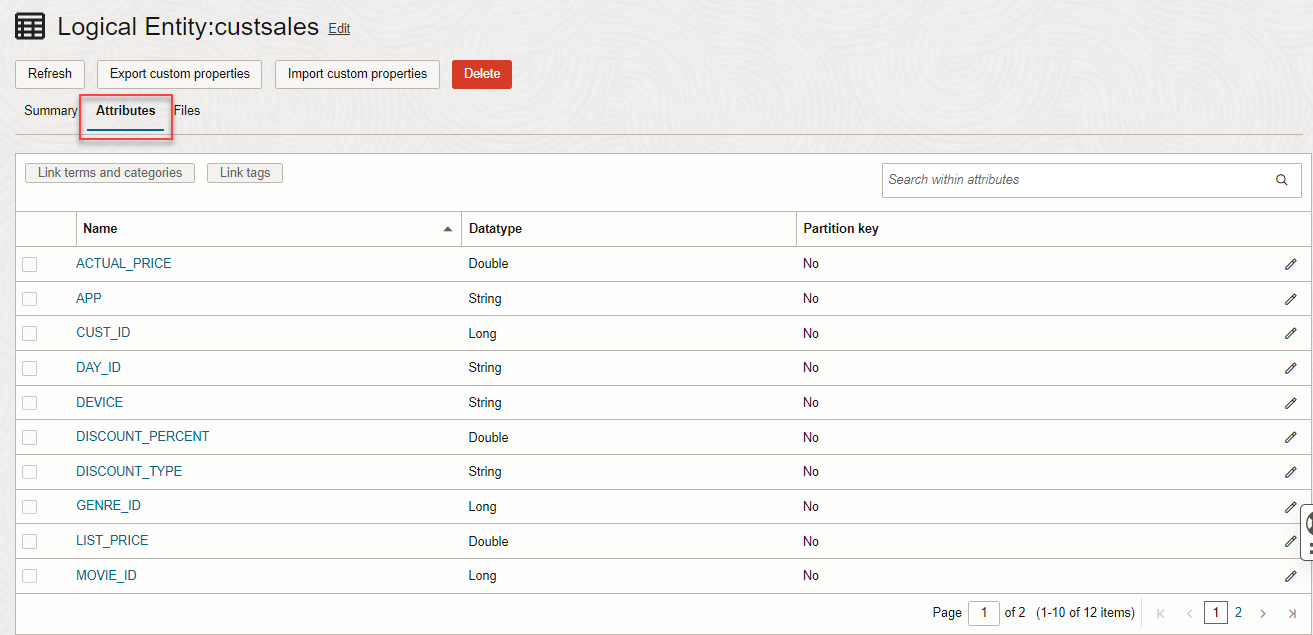 Logical Entity:custsales Edit
Refresh Export custom properties Import custom properties Delete
Summary Attributes Files
Link terms and categories Link tags Search within attributes
Name Datatype Partition key
ACTUAL_PRICE Double No
APP String No
CUST_ID Long No
DAY_ID String No
DEVICE String No
DISCOUNT_PERCENT Double No
DISCOUNT_TYPE String No
GENRE_ID Long No
LIST_PRICE Double No
MOVIE_ID Long No
Page 1 of 2 (1-10 of 12 items) 1 2